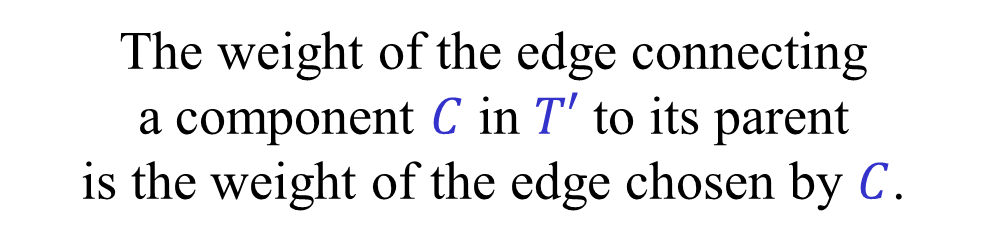 The weight of the edge connecting
a component C in T′ to its parent
is the weight of the edge chosen by C.